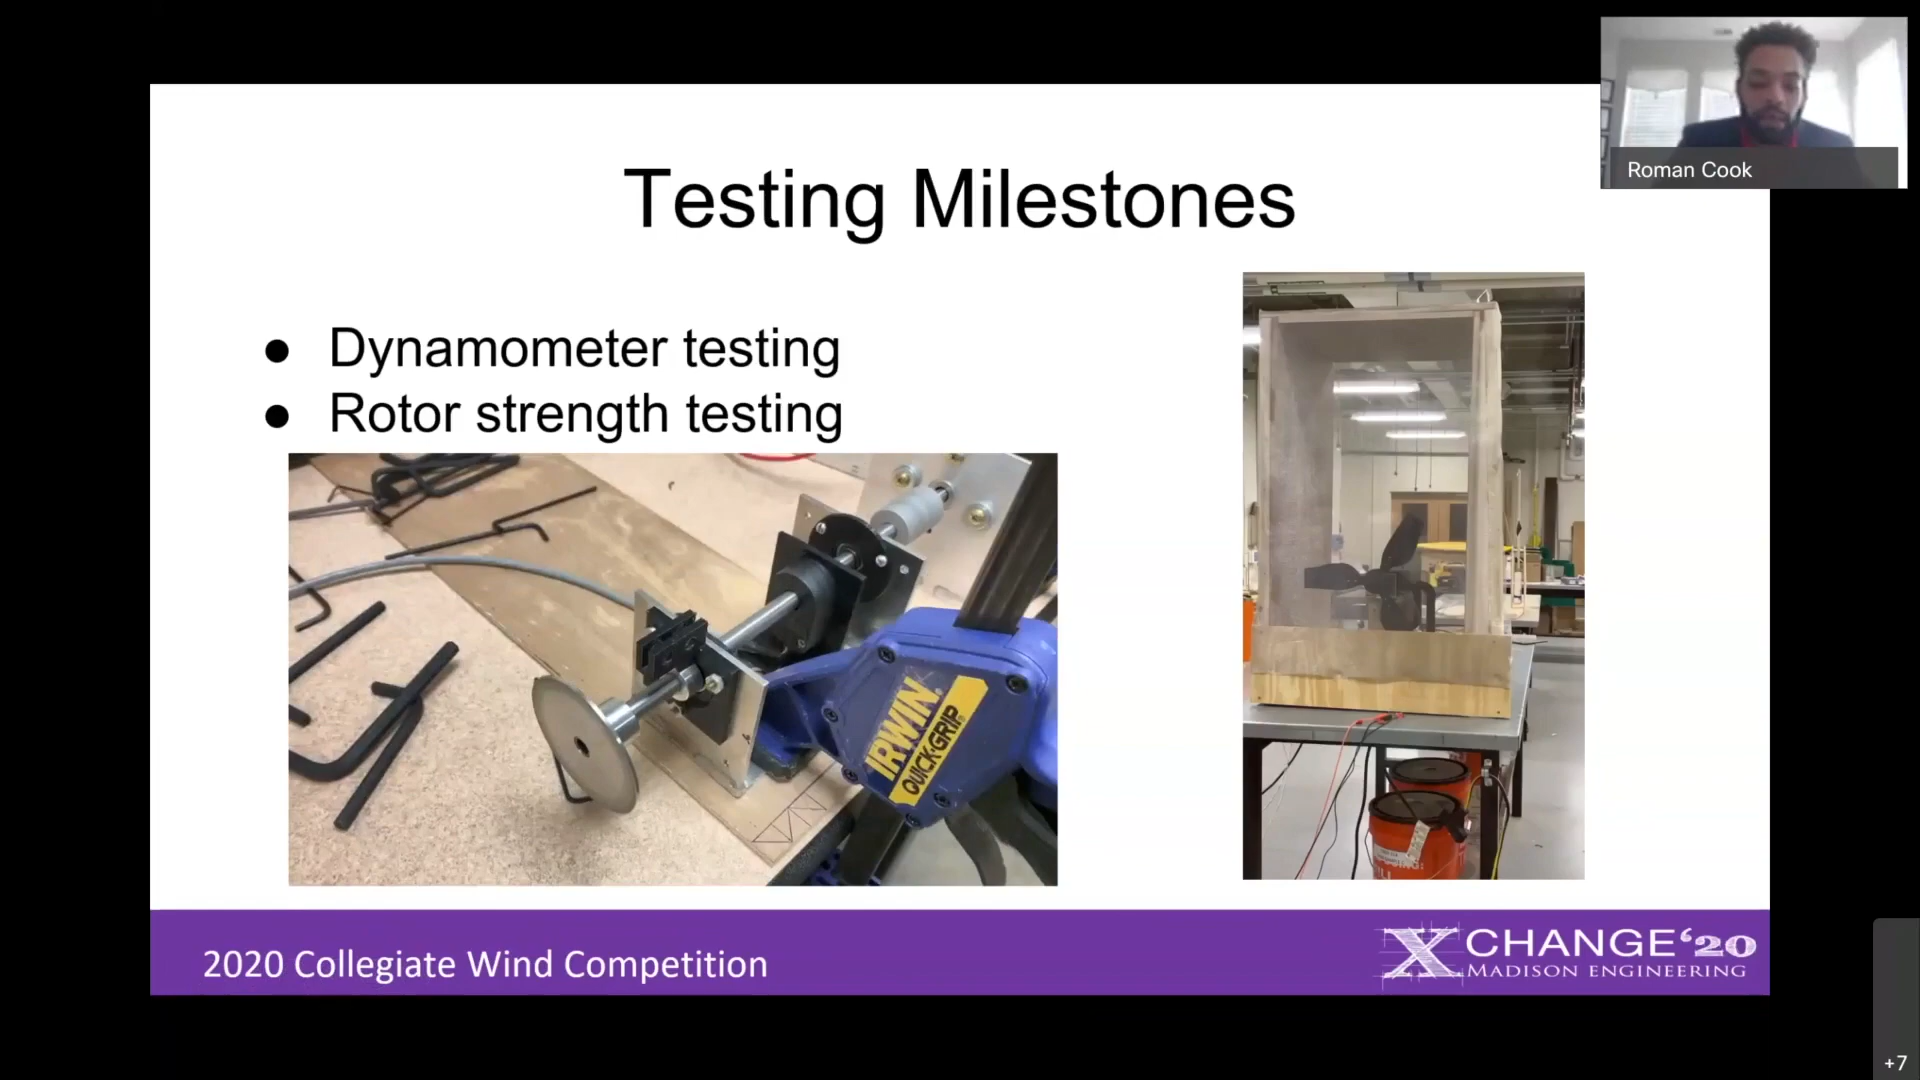 Roman Cook
Testing Milestones
● Dynamometer testing
● Rotor strength testing
IRWIN
QUICK-GRIP
2020 Collegiate Wind Competition
XCHANGE‘20
MADISON ENGINEERING
+7